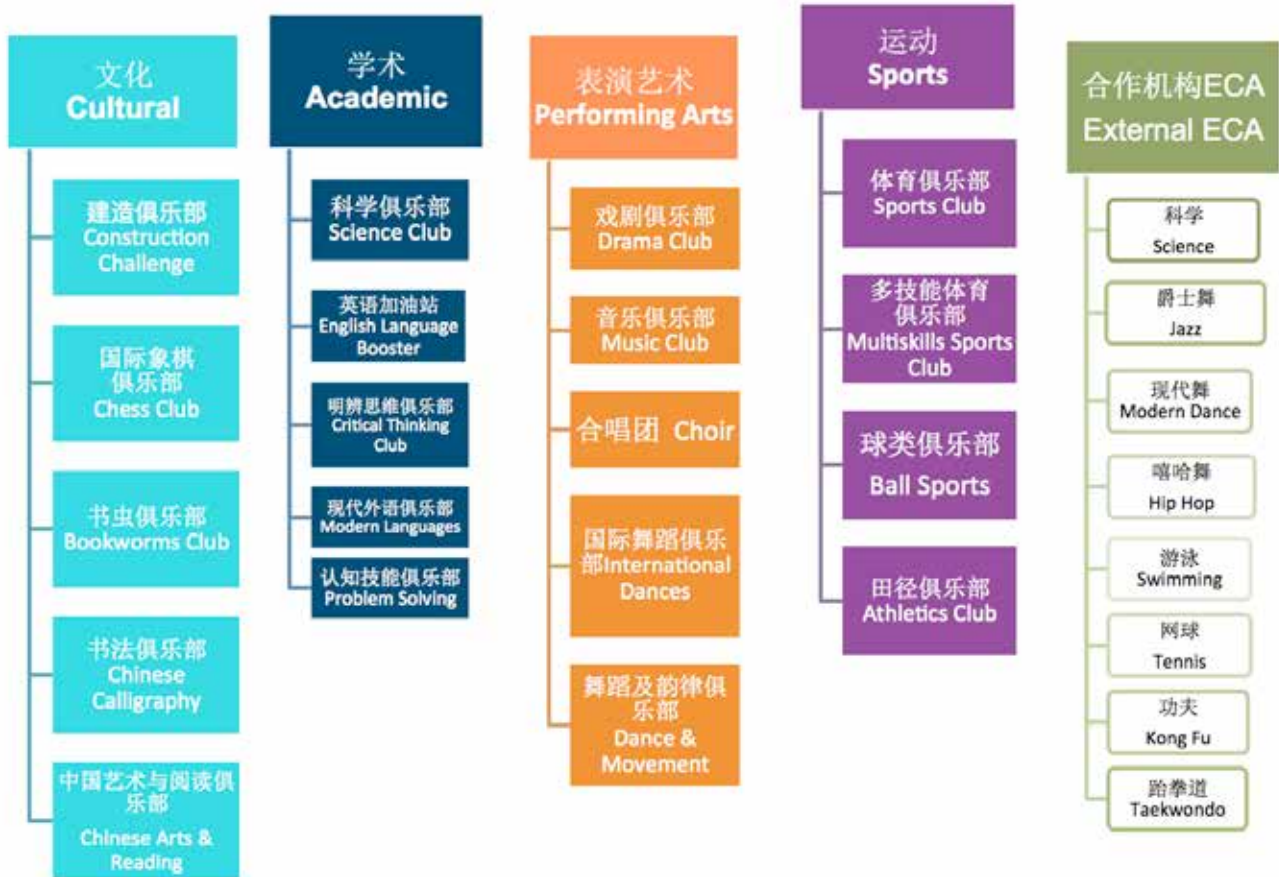 文化
Cultural
建造俱乐部
Construction
Challenge
国际象棋
俱乐部
Chess Club
书虫俱乐部
Bookworms Club
书法俱乐部
Chinese
Calligraphy
中国艺术与阅读俱
乐部
Chinese Arts &
Reading
学术
Academic
科学俱乐部
Science Club
英语加油站
English Language
Booster
明辨思维俱乐部
Critical Thinking
Club
现代外语俱乐部
Modern Languages
认知技能俱乐部
Problem Solving
表演艺术
Performing Arts
戏剧俱乐部
Drama Club
音乐俱乐部
Music Club
合唱团 Choir
国际舞蹈俱乐
部International
Dances
舞蹈及韵律俱
乐部
Dance &
Movement
运动
Sports
体育俱乐部
Sports Club
多技能体育
俱乐部
Multiskills Sports
Club
球类俱乐部
Ball Sports
田径俱乐部
Athletics Club
合作机构ECA
External ECA
科学
Science
爵士舞
Jazz
现代舞
Modern Dance
嘻哈舞
Hip Hop
游泳
Swimming
网球
Tennis
功夫
Kong Fu
跆拳道
Taekwondo